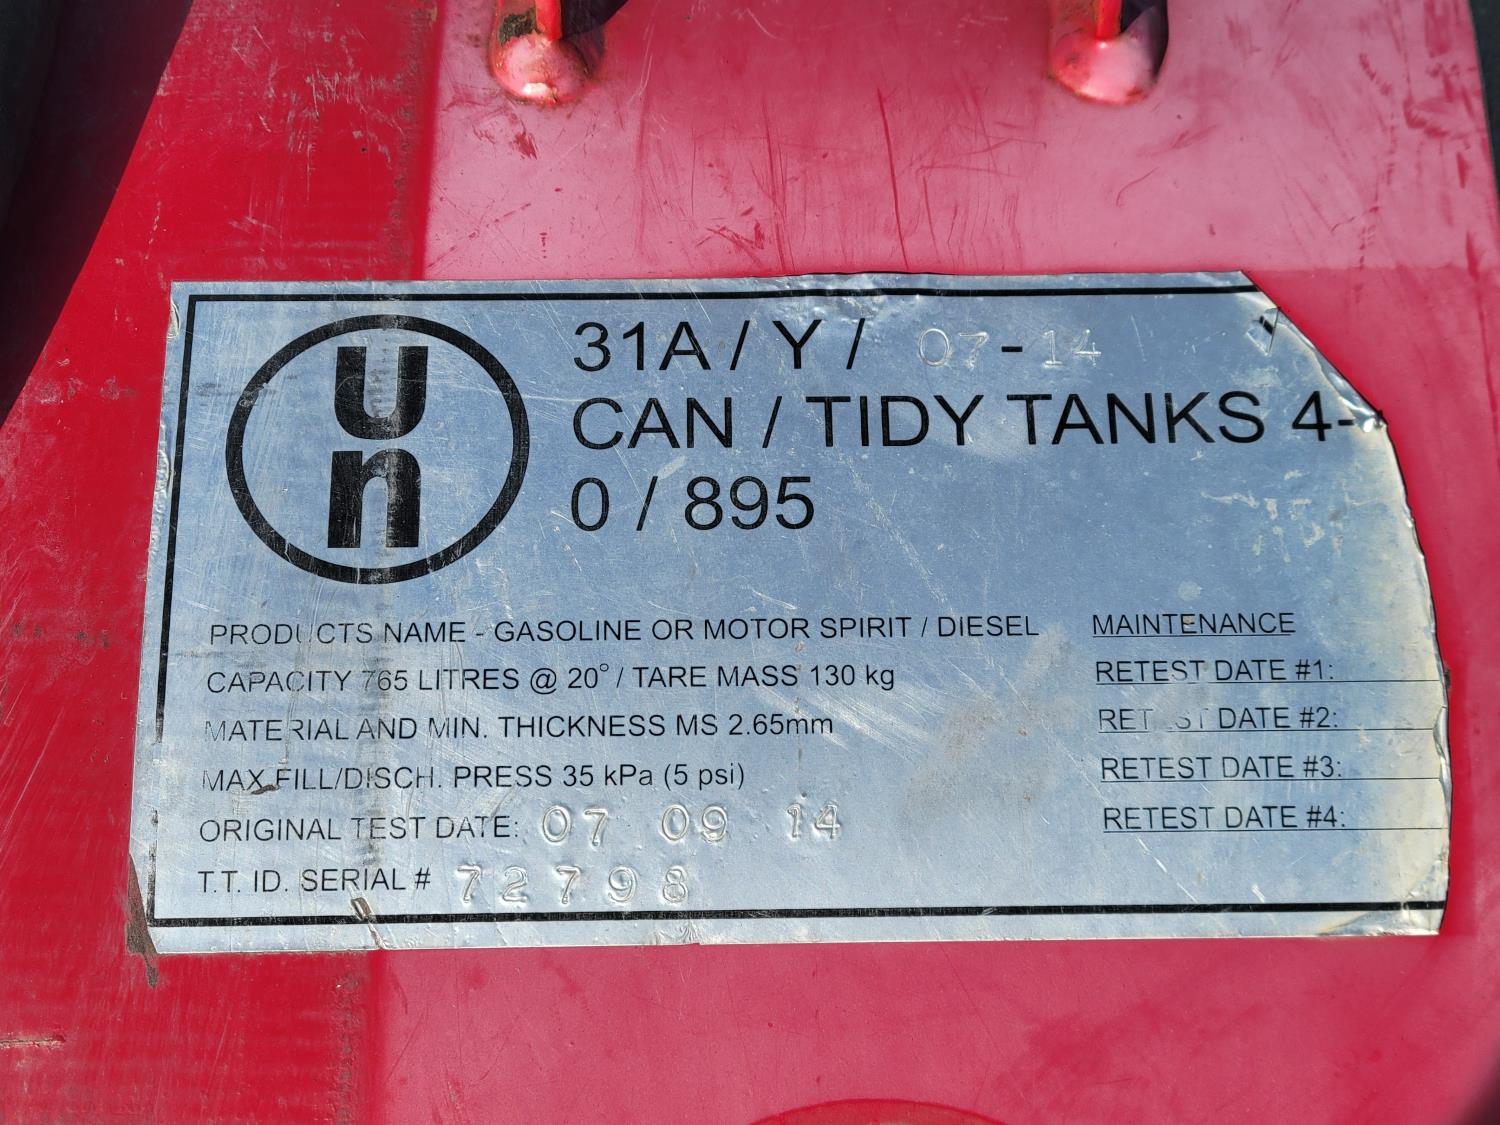 un
31A / Y / 07 - 14
CAN / TIDY TANKS 4-
0 / 895
PRODUCTS NAME - GASOLINE OR MOTOR SPIRIT / DIESEL
CAPACITY 765 LITRES @ 20° / TARE MASS 130 kg
MATERIAL AND MIN. THICKNESS MS 2.65mm
MAX FILL/DISCH. PRESS 35 kPa (5 psi)
ORIGINAL TEST DATE: 07 09 14
T.T. ID. SERIAL # 72798
MAINTENANCE
RETEST DATE #1:
RETEST DATE #2:
RETEST DATE #3:
RETEST DATE #4: